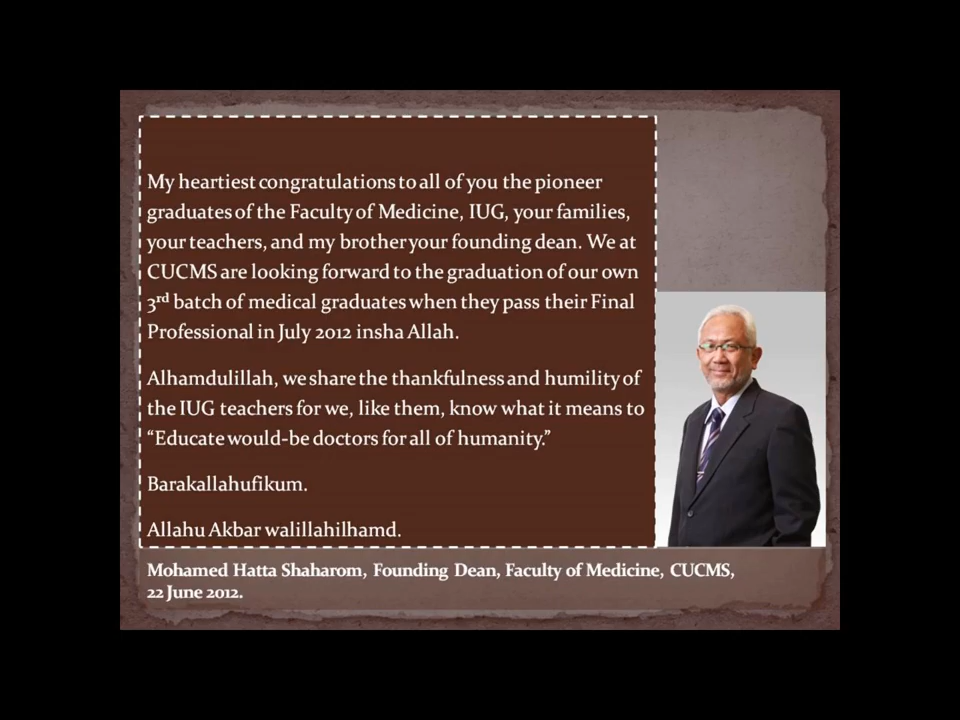 My heartiest congratulations to all of you the pioneer
graduates of the Faculty of Medicine, IUG, your families,
your teachers, and my brother your founding dean. We at
CUCMS are looking forward to the graduation of our own
3rd batch of medical graduates when they pass their Final
Professional in July 2012 insha Allah.
Alhamdulillah, we share the thankfulness and humility of
the IUG teachers for we, like them, know what it means to
“Educate would-be doctors for all of humanity.”
Barakallahufikum.
Allahu Akbar walillahilhamd.
Mohamed Hatta Shaharom, Founding Dean, Faculty of Medicine, CUCMS,
22 June 2012.